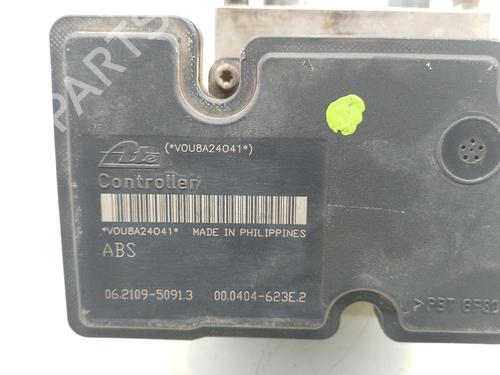 PARTS
Ate (*VOU8A24041*)
Controller
*VOU8A24041* MADE IN PHILIPPINES
ABS
06.2109-5091.3 00.0404-623E.2